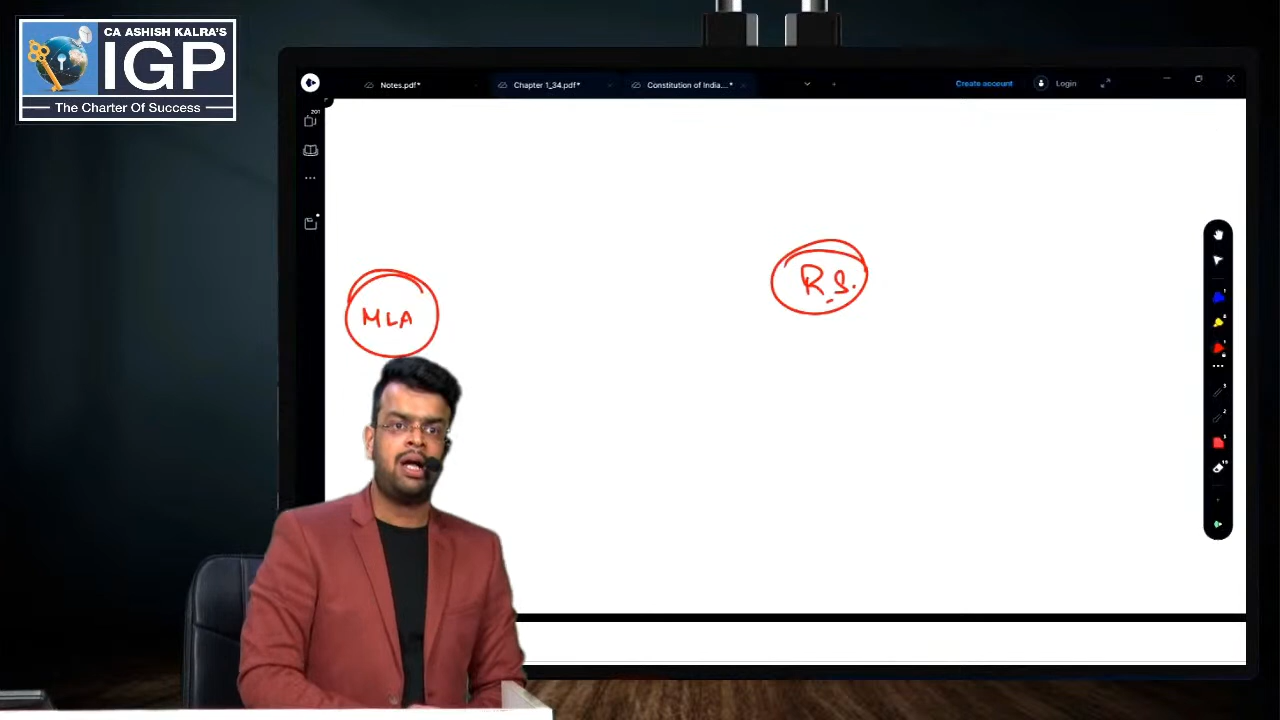 CA ASHISH KALRA'S
IGP
The Charter Of Success
Notes.pdf*
Chapter 1_34.pdf*
Constitution of India....*
Create account
Login
201
R.S.
MLA